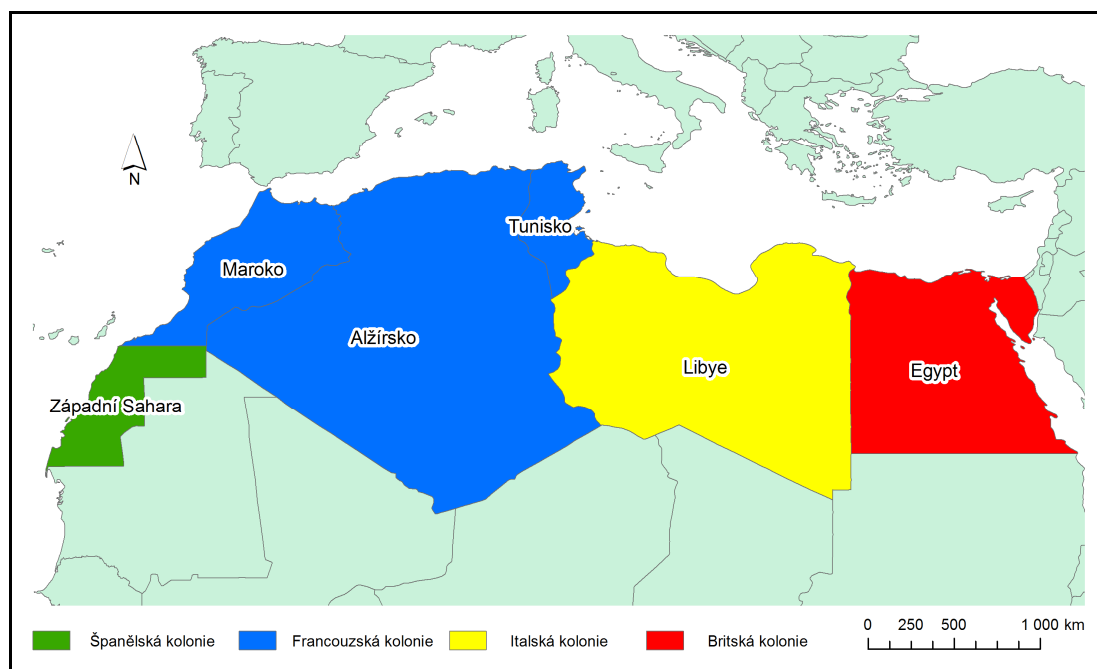 N
Tunisko
Maroko
Alžírsko
Libye
Egypt
Západní Sahara
Španělská kolonie
Francouzská kolonie
Italská kolonie
Britská kolonie
0 250 500 1 000 km